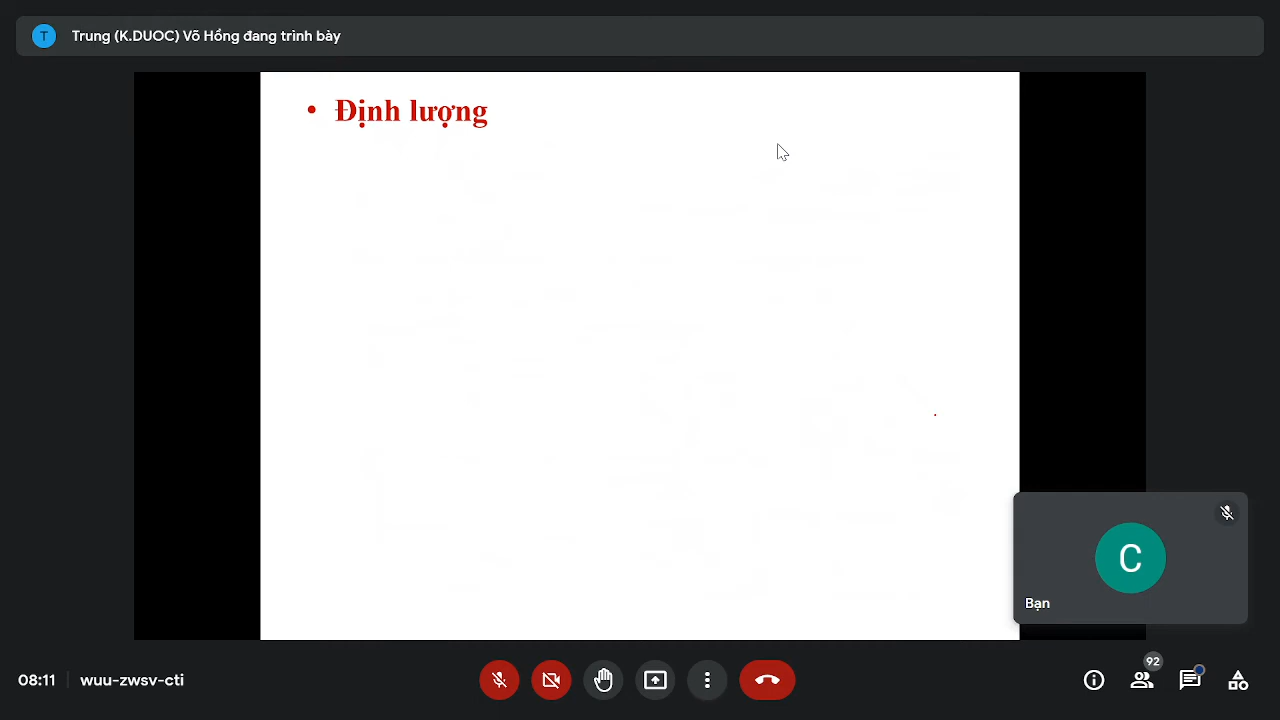 T
Trung (K.DUOC) Võ Hồng đang trình bày
• Định lượng
C
Bạn
92
08:11 | wuu-zwsv-cti